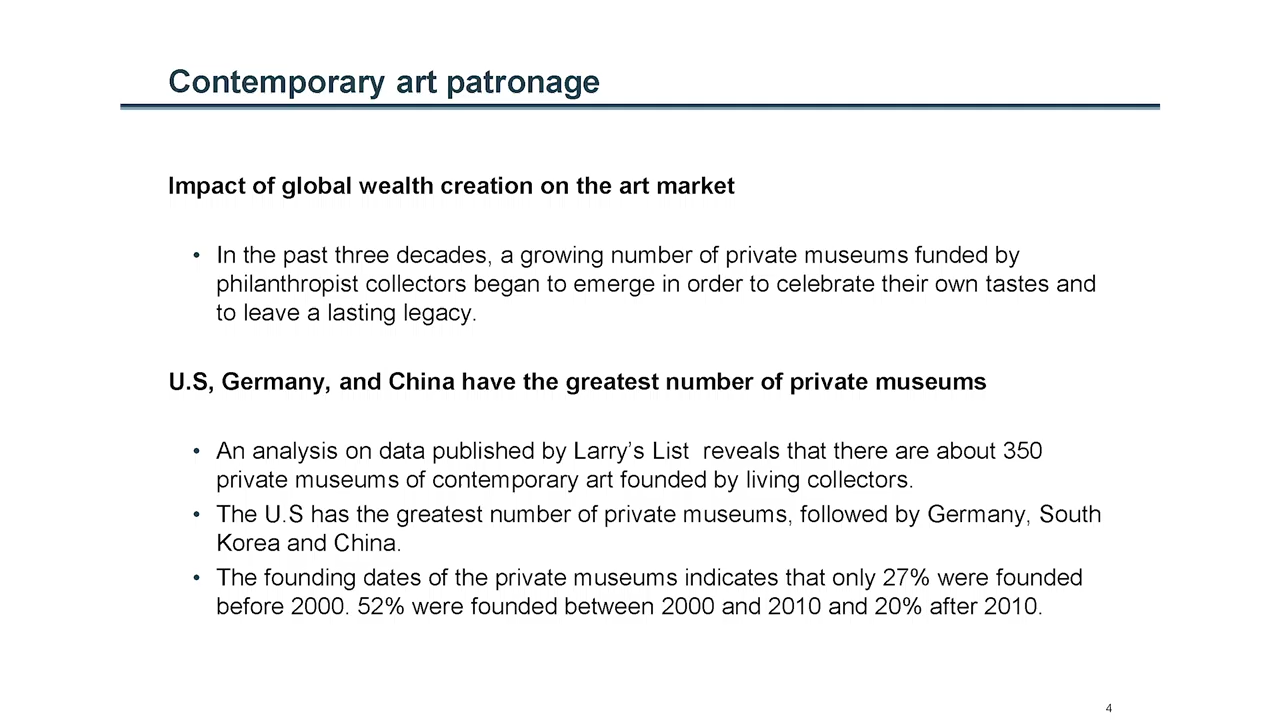 Contemporary art patronage
Impact of global wealth creation on the art market
• In the past three decades, a growing number of private museums funded by
philanthropist collectors began to emerge in order to celebrate their own tastes and
to leave a lasting legacy.
U.S, Germany, and China have the greatest number of private museums
• An analysis on data published by Larry’s List  reveals that there are about 350
private museums of contemporary art founded by living collectors.
• The U.S has the greatest number of private museums, followed by Germany, South
Korea and China.
• The founding dates of the private museums indicates that only 27% were founded
before 2000. 52% were founded between 2000 and 2010 and 20% after 2010.
4